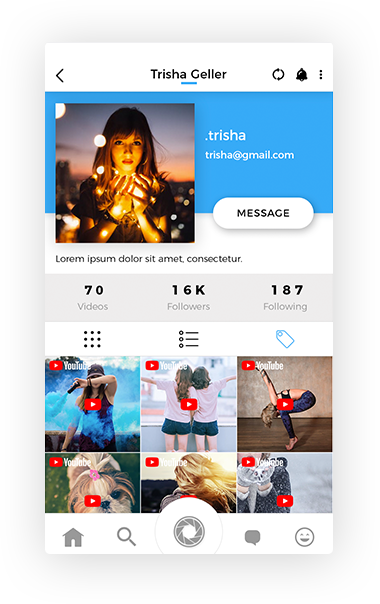 Trisha Geller
.trisha
trisha@gmail.com
MESSAGE
Lorem ipsum dolor sit amet, consectetur.
70 16K 187
Videos Followers Following
YouTube YouTube YouTube
YouTube YouTube YouTube